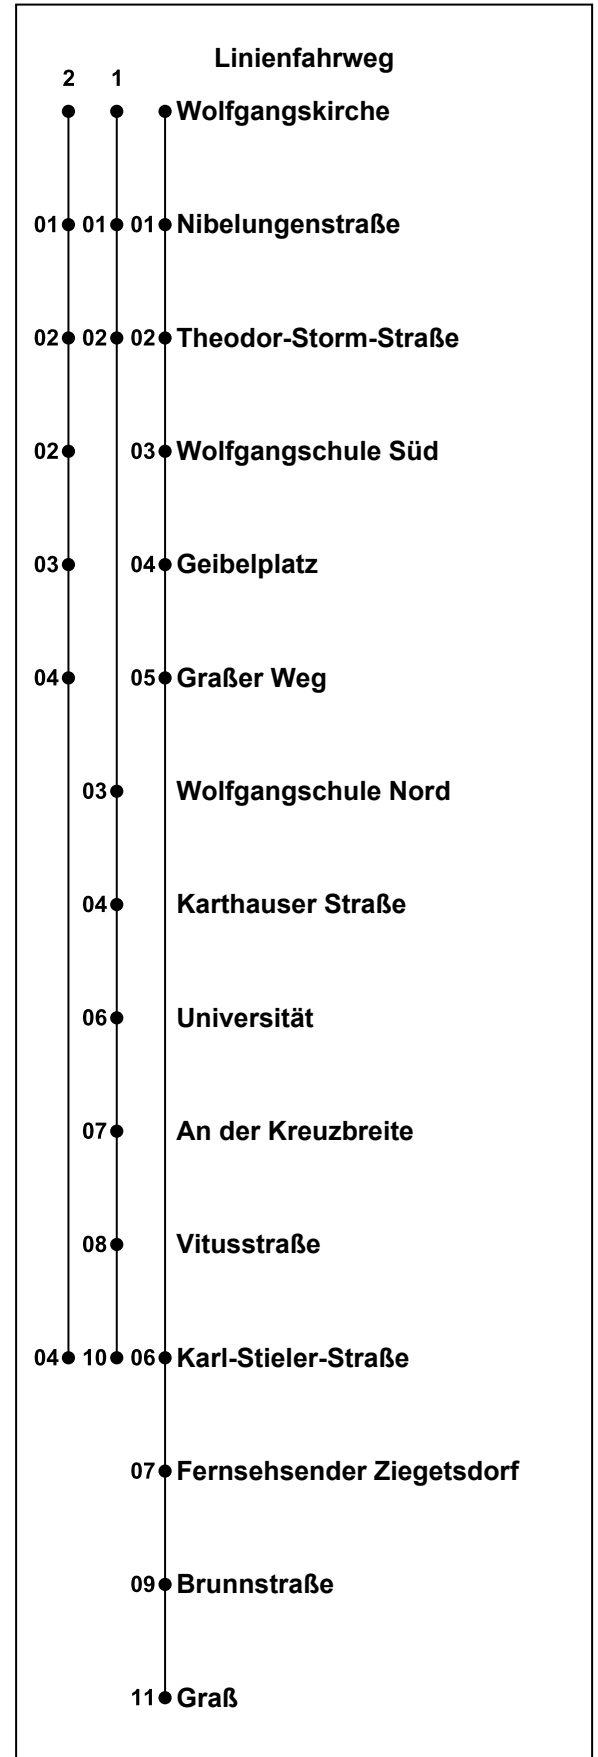 Linienfahrweg
2 1
Wolfgangskirche
01 01 01 Nibelungenstraße
02 02 02 Theodor-Storm-Straße
02 03 Wolfgangschule Süd
03 04 Geibelplatz
04 05 Graßer Weg
03 Wolfgangschule Nord
04 Karthauser Straße
06 Universität
07 An der Kreuzbreite
08 Vitusstraße
04 10 06 Karl-Stieler-Straße
07 Fernsehsender Ziegetsdorf
09 Brunnstraße
11 Graß